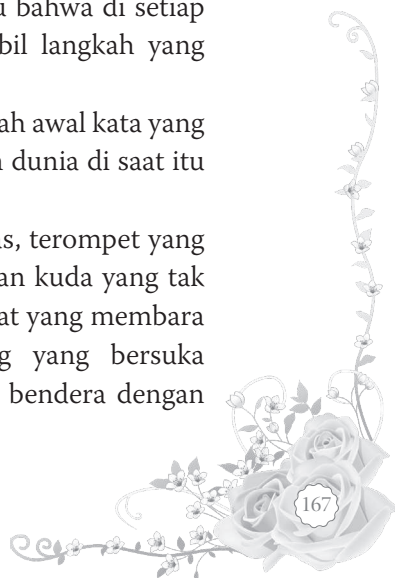 bahwa di setiap
bil langkah yang
ah awal kata yang
dunia di saat itu
s, terompet yang
an kuda yang tak
at yang membara
g yang bersuka
bendera dengan
167